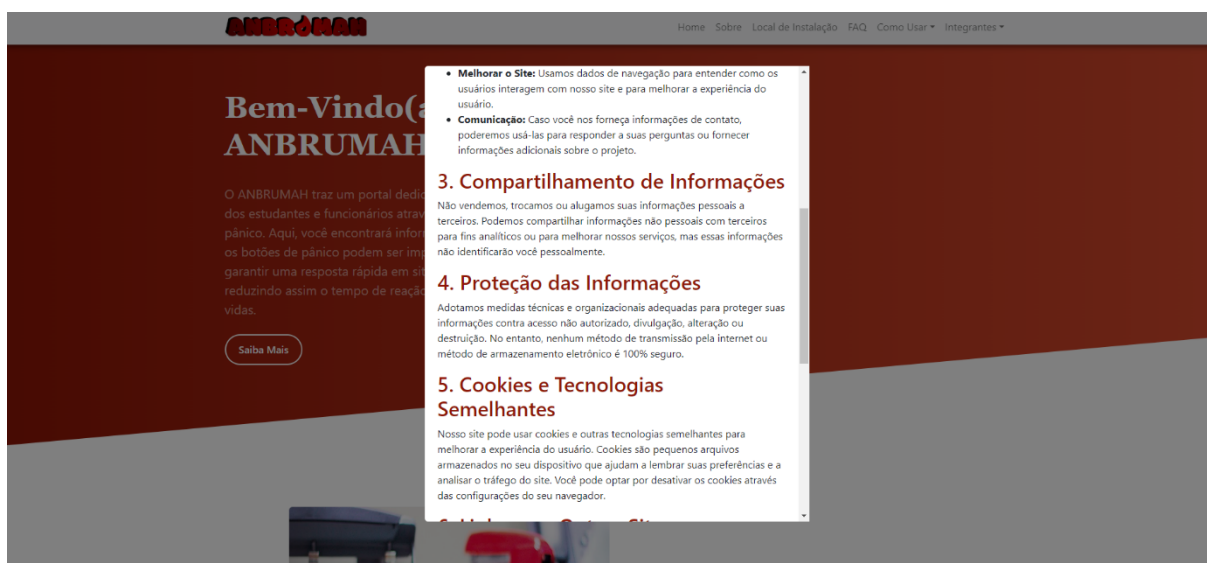 ANBRUMAH
Home Sobre Local de Instalação FAQ Como Usar Integrantes
Bem-Vindo(a
ANBRUMAH
O ANBRUMAH traz um portal dedic
dos estudantes e funcionários atrav
pânico. Aqui, você encontrará infor
os botões de pânico podem ser imp
garantir uma resposta rápida em sit
reduzindo assim o tempo de reação
vidas.
Saiba Mais
• Melhorar o Site: Usamos dados de navegação para entender como os
usuários interagem com nosso site e para melhorar a experiência do
usuário.
• Comunicação: Caso você nos forneça informações de contato,
poderemos usá-las para responder a suas perguntas ou fornecer
informações adicionais sobre o projeto.
3. Compartilhamento de Informações
Não vendemos, trocamos ou alugamos suas informações pessoais a
terceiros. Podemos compartilhar informações não pessoais com terceiros
para fins analíticos ou para melhorar nossos serviços, mas essas informações
não identificarão você pessoalmente.
4. Proteção das Informações
Adotamos medidas técnicas e organizacionais adequadas para proteger suas
informações contra acesso não autorizado, divulgação, alteração ou
destruição. No entanto, nenhum método de transmissão pela internet ou
método de armazenamento eletrônico é 100% seguro.
5. Cookies e Tecnologias
Semelhantes
Nosso site pode usar cookies e outras tecnologias semelhantes para
melhorar a experiência do usuário. Cookies são pequenos arquivos
armazenados no seu dispositivo que ajudam a lembrar suas preferências e a
analisar o tráfego do site. Você pode optar por desativar os cookies através
das configurações do seu navegador.